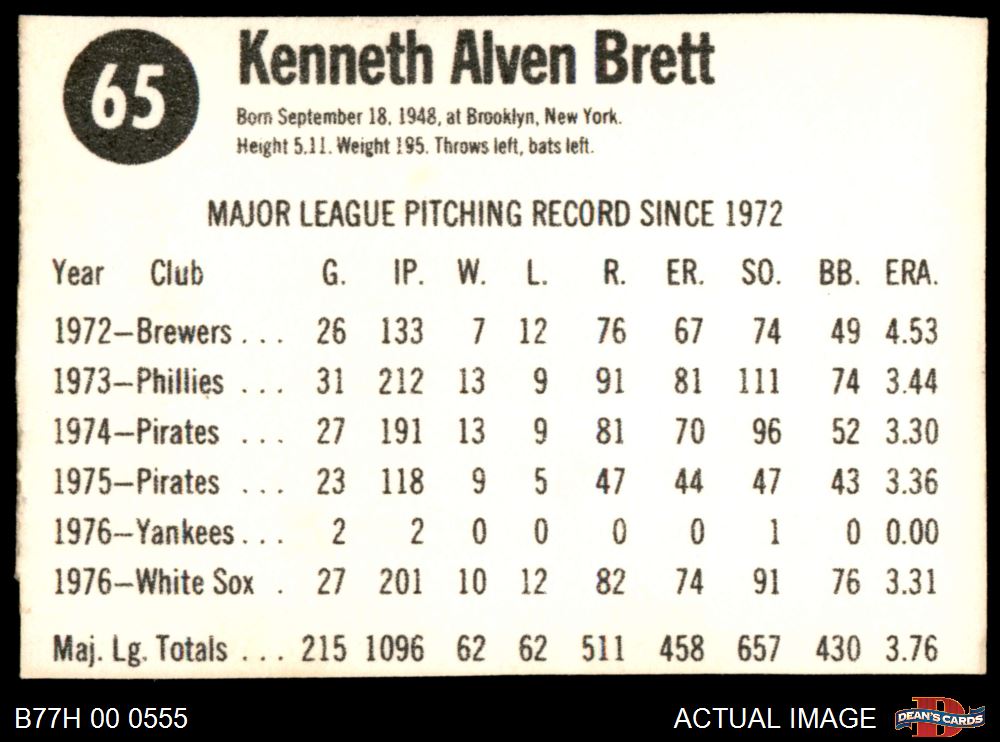 65
Kenneth Alven Brett
Born September 18, 1948, at Brooklyn, New York.
Height 5.11. Weight 195. Throws left, bats left.
MAJOR LEAGUE PITCHING RECORD SINCE 1972
Year Club G. IP. W. L. R. ER. SO. BB. ERA.
1972—Brewers . . . 26 133 7 12 76 67 74 49 4.53
1973—Phillies . . . 31 212 13 9 91 81 111 74 3.44
1974—Pirates . . . 27 191 13 9 81 70 96 52 3.30
1975—Pirates . . . 23 118 9 5 47 44 47 43 3.36
1976—Yankees . . . 2 2 0 0 0 0 1 0 0.00
1976—White Sox . 27 201 10 12 82 74 91 76 3.31
Maj. Lg. Totals . . . 215 1096 62 62 511 458 657 430 3.76
B77H 00 0555 ACTUAL IMAGE D DEAN'S CARDS